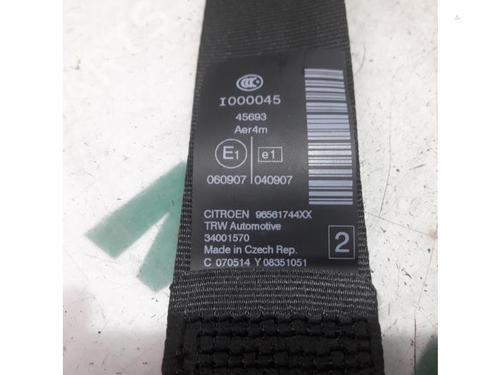 CCC
I000045
45693
Aer4m
E1 e1
060907 040907
CITROEN 96561744XX
TRW Automotive
34001570
Made in Czech Rep.
C 070514 Y 08351051
2